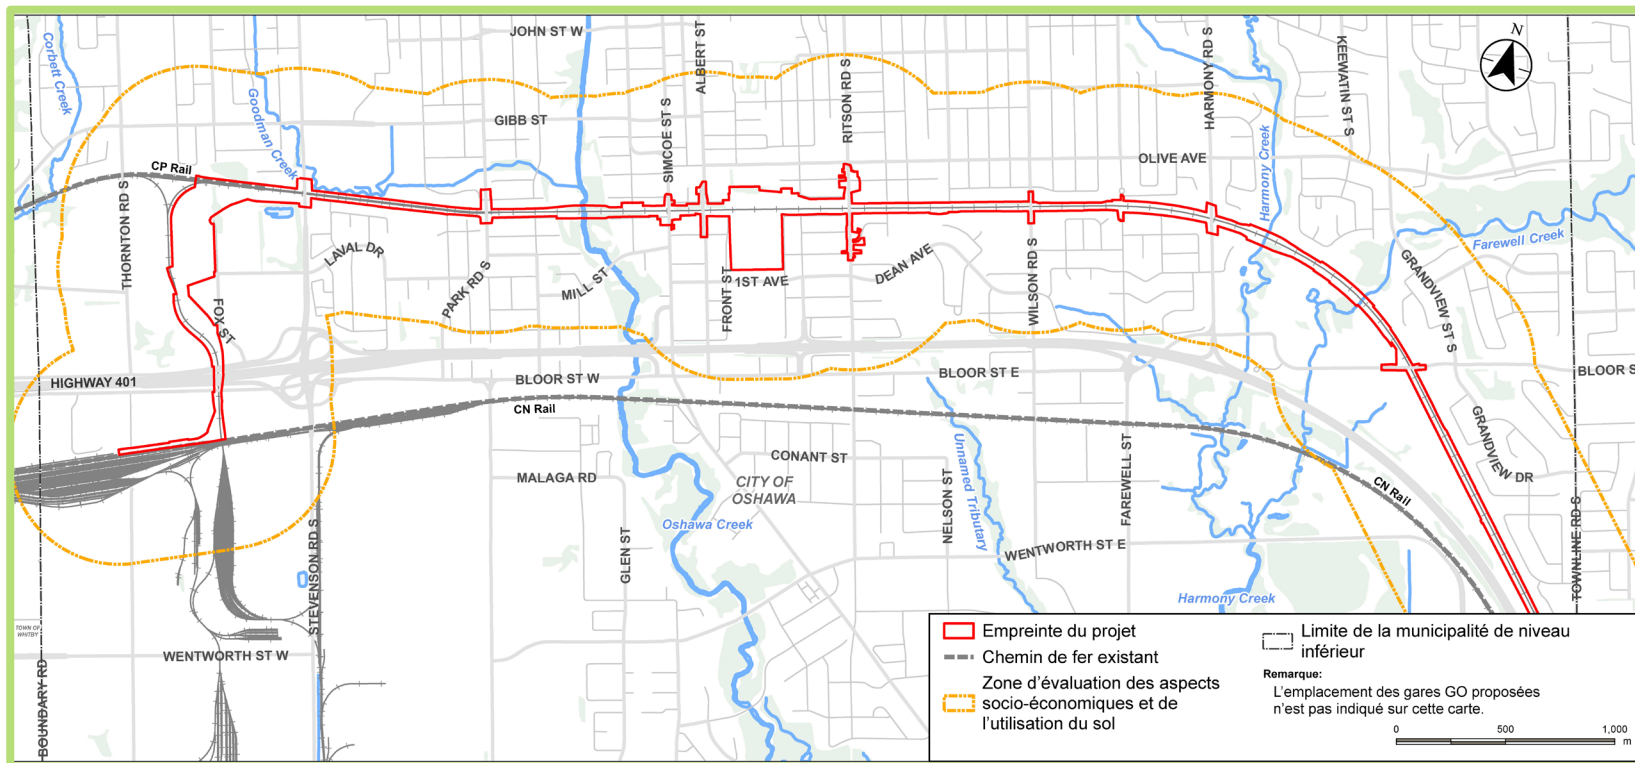 JOHN ST W
ALBERT ST
N
Corbett Creek
Goodman Creek
GIBB ST
SIMCOE ST S
RITSON RD S
HARMONY RD S
KEEWATIN ST S
Harmony Creek
OLIVE AVE
CP Rail
THORNTON RD S
LAVAL DR
PARK RD S
MILL ST
FRONT ST
1ST AVE
DEAN AVE
WILSON RD S
Farewell Creek
GRANDVIEW ST S
FOX ST
HIGHWAY 401
BLOOR ST W
BLOOR ST E
BLOOR S
CN Rail
GRANDVIEW DR
MALAGA RD
CONANT ST
CITY OF
OSHAWA
NELSON ST
Unnamed Tributary
FAREWELL ST
CN Rail
TOWNLINE RD S
Oshawa Creek
GLEN ST
STEVENSON RD S
WENTWORTH ST E
Harmony Creek
TOWN OF
WHITBY
WENTWORTH ST W
BOUNDARY RD
Empreinte du projet
Chemin de fer existant
Zone d'évaluation des aspects
socio-économiques et de
l'utilisation du sol
Limite de la municipalité de niveau
inférieur
Remarque:
L'emplacement des gares GO proposées
n'est pas indiqué sur cette carte.
0 500 1,000
m